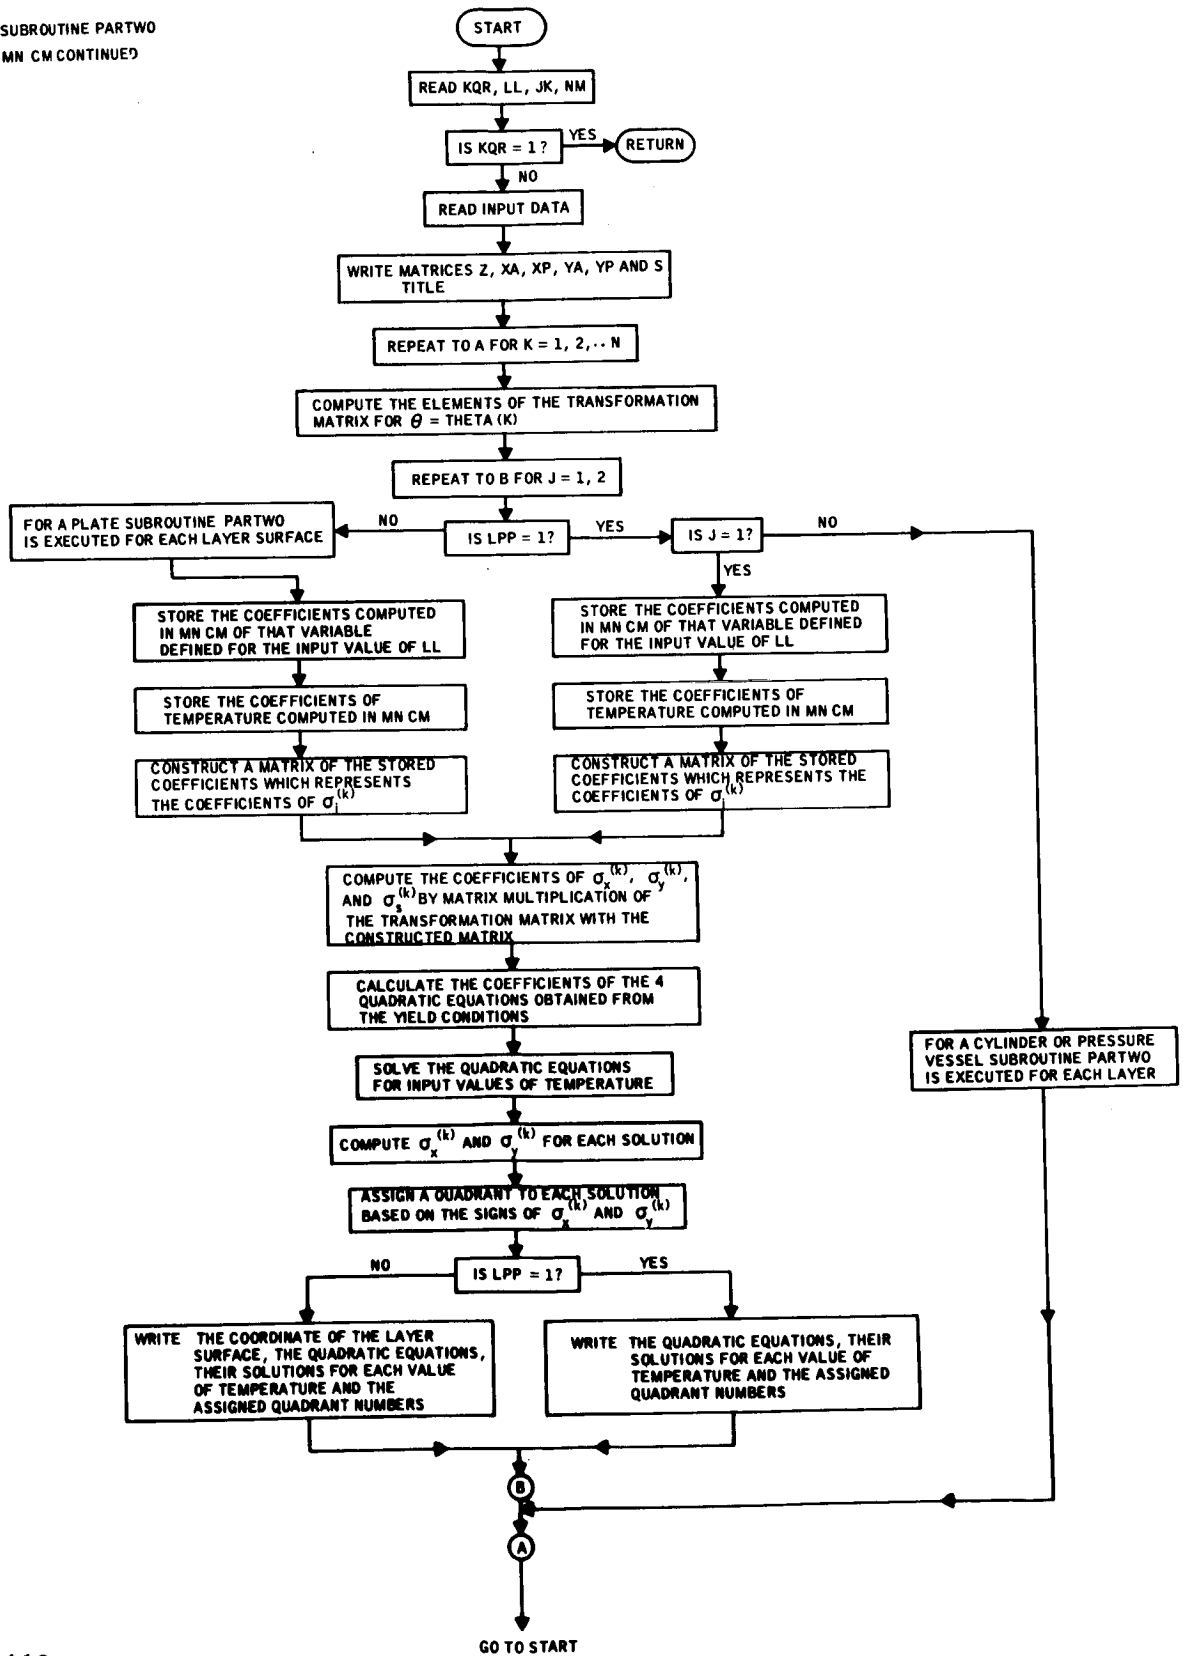 SUBROUTINE PARTWO
MN CM CONTINUED
START
READ KQR, LL, JK, NM
IS KQR = 1?
YES
RETURN
NO
READ INPUT DATA
WRITE MATRICES Z, XA, XP, YA, YP AND S
TITLE
REPEAT TO A FOR K = 1, 2,.. N
COMPUTE THE ELEMENTS OF THE TRANSFORMATION
MATRIX FOR θ = THETA (K)
REPEAT TO B FOR J = 1, 2
IS LPP = 1?
NO
YES
FOR A PLATE SUBROUTINE PARTWO
IS EXECUTED FOR EACH LAYER SURFACE
IS J = 1?
NO
YES
STORE THE COEFFICIENTS COMPUTED
IN MN CM OF THAT VARIABLE
DEFINED FOR THE INPUT VALUE OF LL
STORE THE COEFFICIENTS COMPUTED
IN MN CM OF THAT VARIABLE DEFINED
FOR THE INPUT VALUE OF LL
STORE THE COEFFICIENTS OF
TEMPERATURE COMPUTED IN MN CM
STORE THE COEFFICIENTS OF
TEMPERATURE COMPUTED IN MN CM
CONSTRUCT A MATRIX OF THE STORED
COEFFICIENTS WHICH REPRESENTS
THE COEFFICIENTS OF σ_i^(k)
CONSTRUCT A MATRIX OF THE STORED
COEFFICIENTS WHICH REPRESENTS THE
COEFFICIENTS OF σ_i^(k)
COMPUTE THE COEFFICIENTS OF σ_x^(k), σ_y^(k),
AND σ_s^(k) BY MATRIX MULTIPLICATION OF
THE TRANSFORMATION MATRIX WITH THE
CONSTRUCTED MATRIX
CALCULATE THE COEFFICIENTS OF THE 4
QUADRATIC EQUATIONS OBTAINED FROM
THE YIELD CONDITIONS
SOLVE THE QUADRATIC EQUATIONS
FOR INPUT VALUES OF TEMPERATURE
FOR A CYLINDER OR PRESSURE
VESSEL SUBROUTINE PARTWO
IS EXECUTED FOR EACH LAYER
COMPUTE σ_x^(k) AND σ_y^(k) FOR EACH SOLUTION
ASSIGN A QUADRANT TO EACH SOLUTION
BASED ON THE SIGNS OF σ_x^(k) AND σ_y^(k)
IS LPP = 1?
NO
YES
WRITE THE COORDINATE OF THE LAYER
SURFACE, THE QUADRATIC EQUATIONS,
THEIR SOLUTIONS FOR EACH VALUE
OF TEMPERATURE AND THE
ASSIGNED QUADRANT NUMBERS
WRITE THE QUADRATIC EQUATIONS, THEIR
SOLUTIONS FOR EACH VALUE OF
TEMPERATURE AND THE ASSIGNED
QUADRANT NUMBERS
B
A
GO TO START